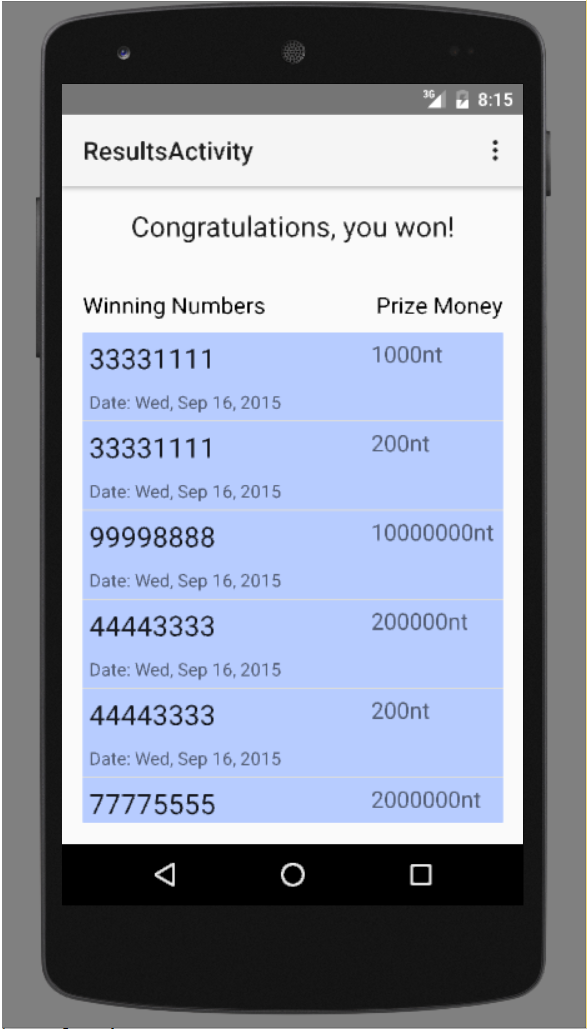 3G 8:15
ResultsActivity
Congratulations, you won!
Winning Numbers Prize Money
33331111 1000nt
Date: Wed, Sep 16, 2015
33331111 200nt
Date: Wed, Sep 16, 2015
99998888 10000000nt
Date: Wed, Sep 16, 2015
44443333 200000nt
Date: Wed, Sep 16, 2015
44443333 200nt
Date: Wed, Sep 16, 2015
77775555 2000000nt